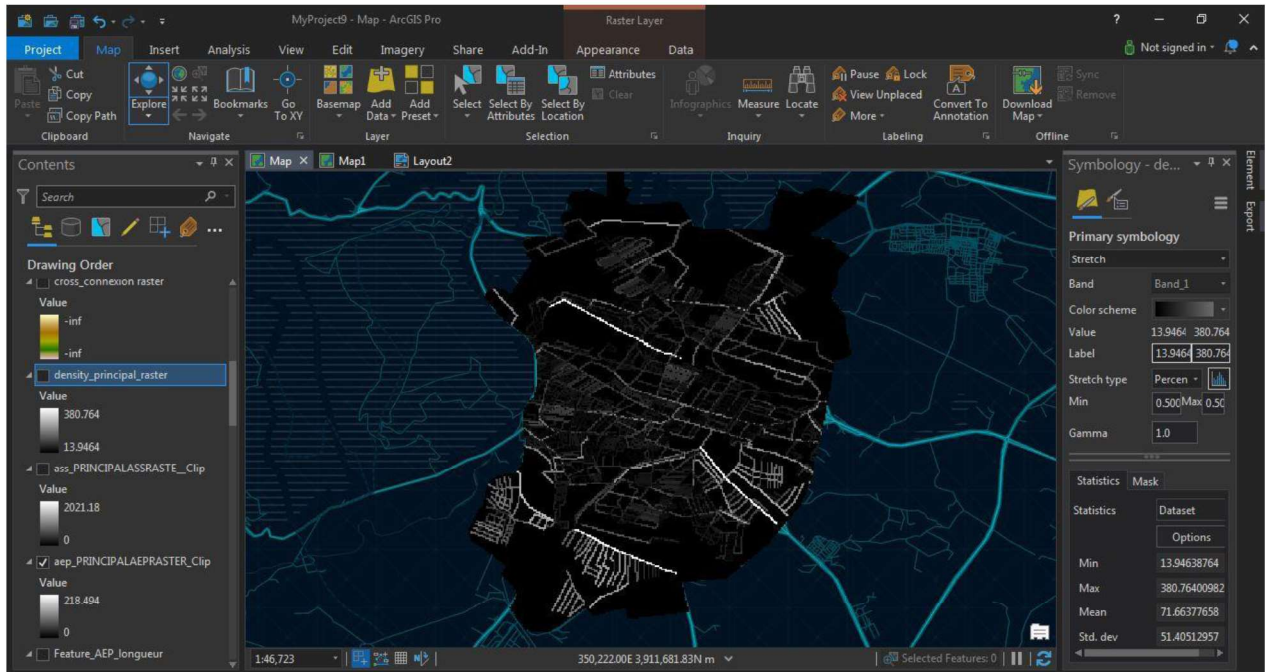 MyProject9 - Map - ArcGIS Pro
Raster Layer
?
Project Map Insert Analysis View Edit Imagery Share Add-In Appearance Data
Not signed in
Cut
Copy
Copy Path
Paste
Clipboard
Explore
Bookmarks
Go To XY
Navigate
Basemap
Add Data
Add Preset
Layer
Select
Select By Attributes
Select By Location
Attributes
Clear
Selection
Infographics
Measure
Locate
Inquiry
Pause
Lock
View Unplaced
More
Convert To Annotation
Labeling
Download Map
Sync
Remove
Offline
Contents
Search
Drawing Order
cross_connexion raster
Value
-inf
-inf
density_principal_raster
Value
380.764
13.9464
ass_PRINCIPALASSRASTE__Clip
Value
2021.18
0
aep_PRINCIPALAEPRASTER_Clip
Value
218.494
0
Feature_AEP_longueur
Map
Map1
Layout2
1:46,723
350,222.00E 3,911,681.83N m
Selected Features: 0
Symbology - de...
Primary symbology
Stretch
Band Band_1
Color scheme
Value 13.9464 380.764
Label 13.9464 380.764
Stretch type Percen
Min 0.500 Max 0.50
Gamma 1.0
Statistics Mask
Statistics Dataset
Options
Min 13.94638764
Max 380.76400982
Mean 71.66377658
Std. dev 51.40512957
Element
Export